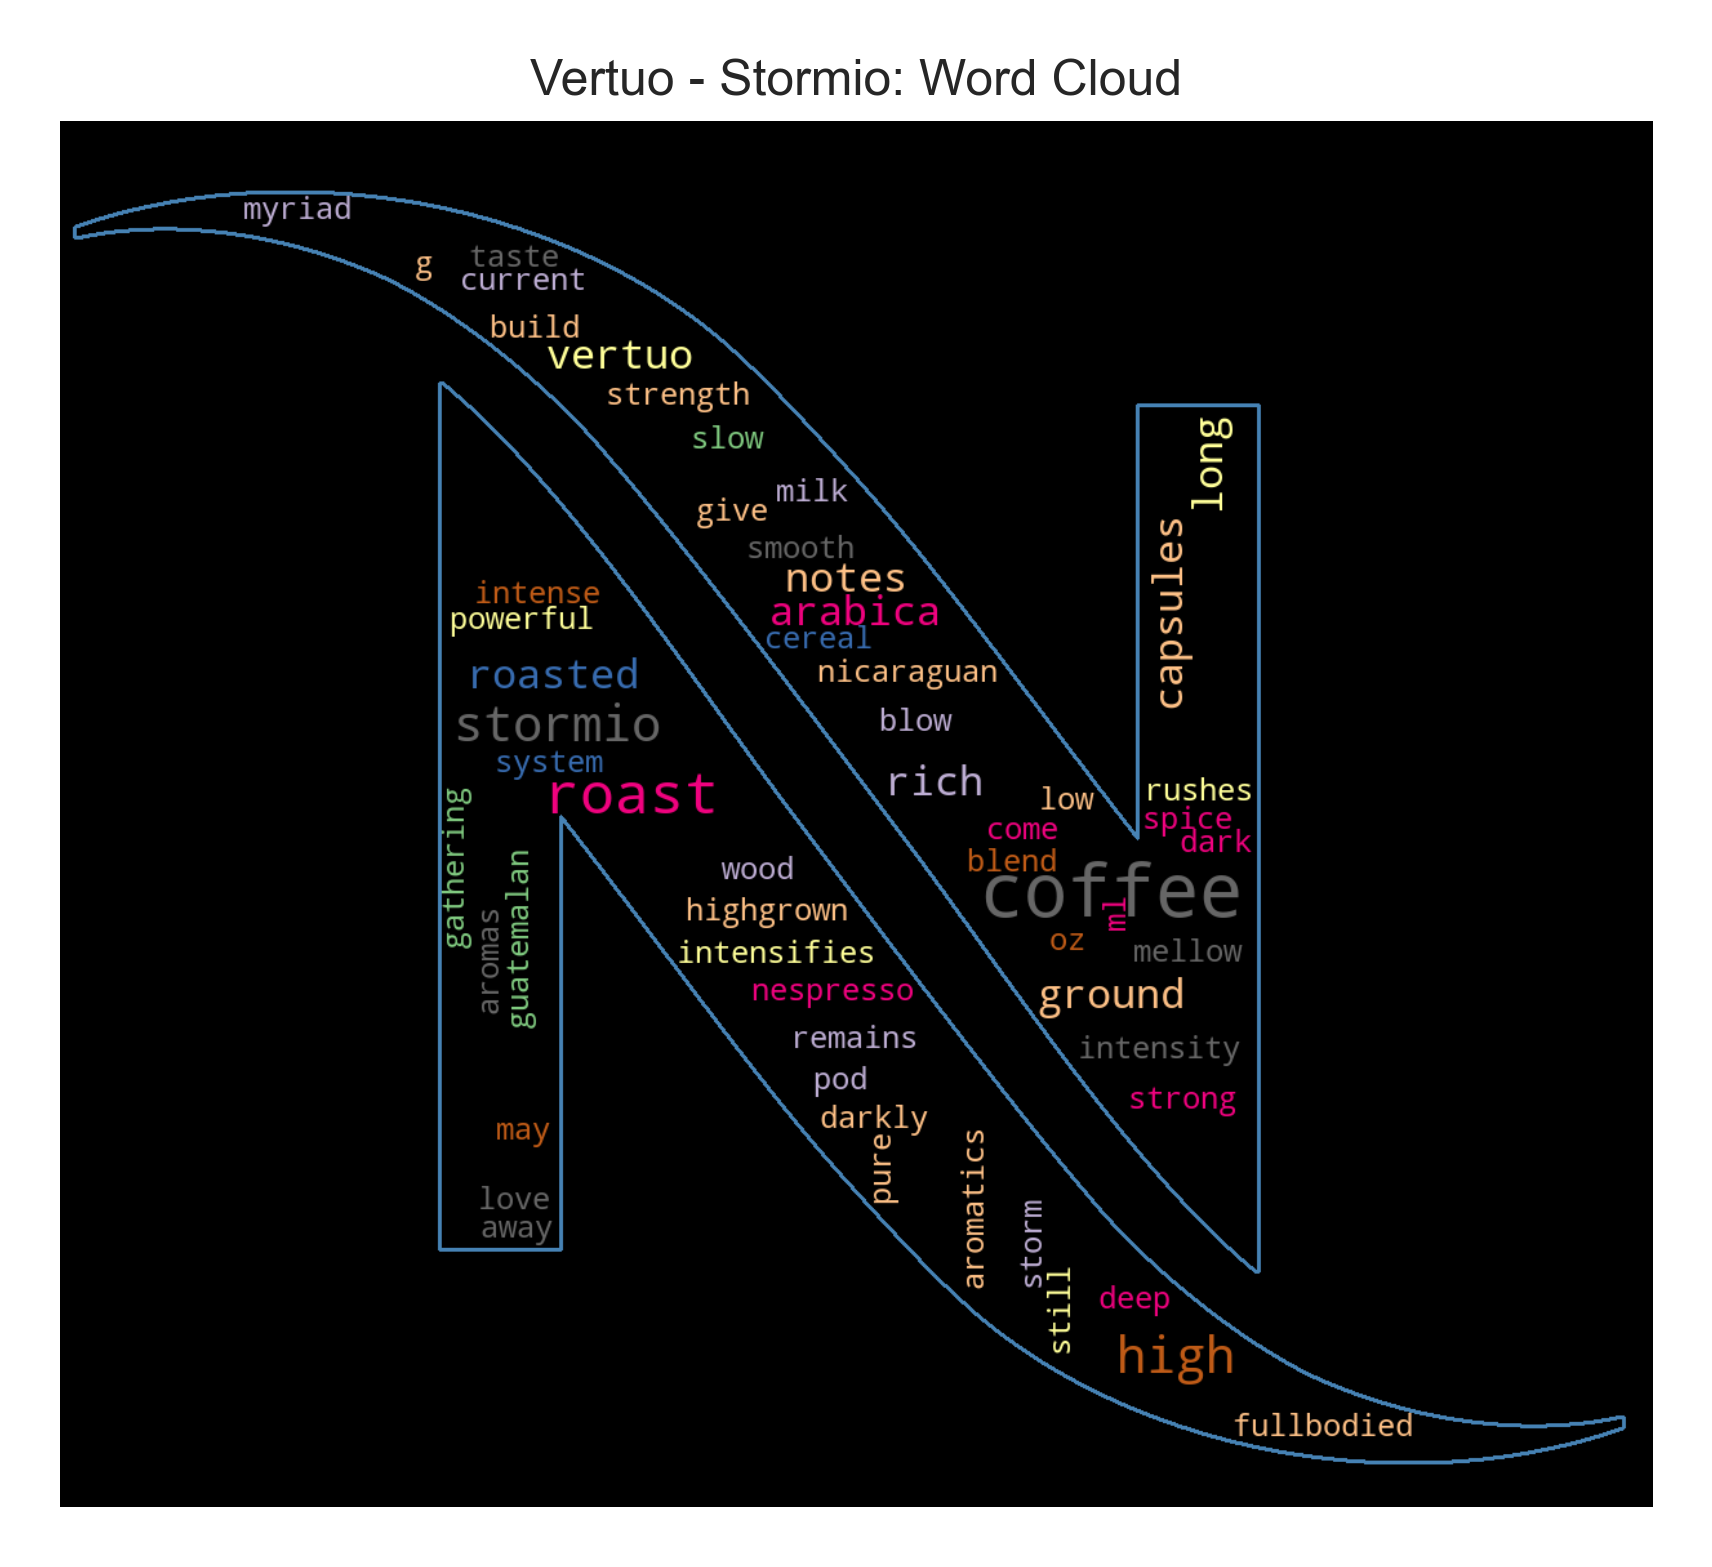 Vertuo - Stormio: Word Cloud
myriad
taste
g
current
build
vertuo
strength
slow
milk
give
smooth
notes
arabica
cereal
nicaraguan
blow
rich
low
come
blend
long
capsules
rushes
spice
dark
coffee
ml
oz
mellow
ground
intensity
strong
intense
powerful
roasted
stormio
system
roast
gathering
aromas
guatemalan
may
love
away
wood
highgrown
intensifies
nespresso
remains
pod
darkly
pure
aromatics
storm
still
deep
high
fullbodied